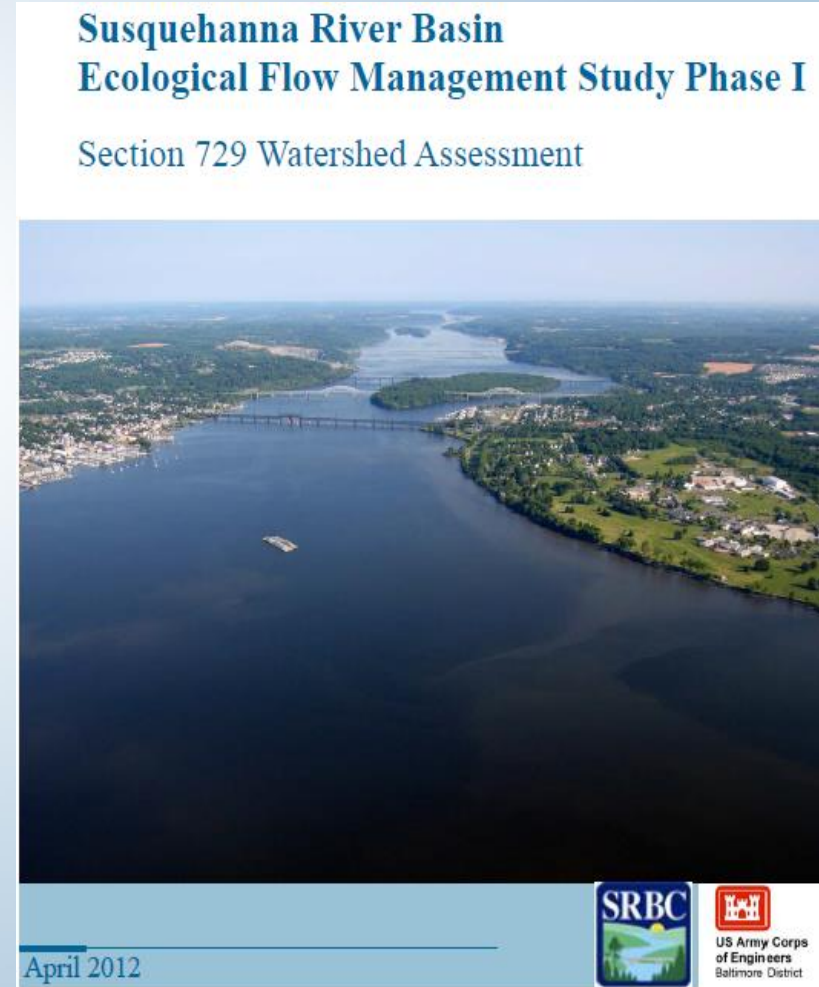 Susquehanna River Basin
Ecological Flow Management Study Phase I
Section 729 Watershed Assessment
SRBC
US Army Corps
of Engineers
Baltimore District
April 2012